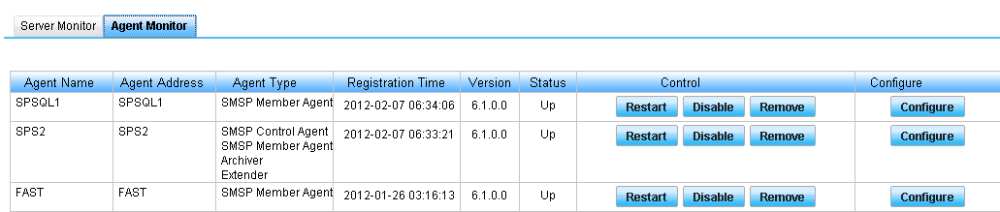 Server Monitor Agent Monitor
Agent Name Agent Address Agent Type Registration Time Version Status Control Configure
SPSQL1 SPSQL1 SMSP Member Agent 2012-02-07 06:34:06 6.1.0.0 Up Restart Disable Remove Configure
SPS2 SPS2 SMSP Control Agent 2012-02-07 06:33:21 6.1.0.0 Up Restart Disable Remove Configure
SMSP Member Agent
Archiver
Extender
FAST FAST SMSP Member Agent 2012-01-26 03:16:13 6.1.0.0 Up Restart Disable Remove Configure